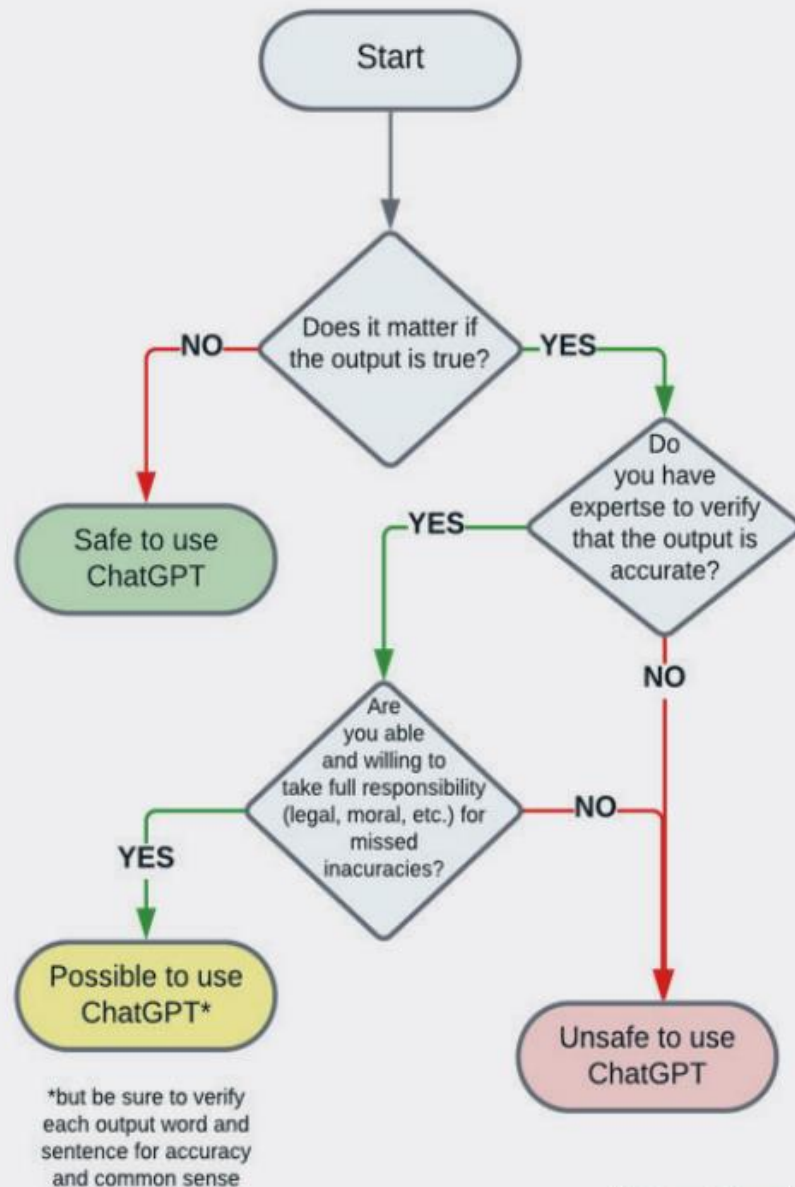 Start
Does it matter if
the output is true?
NO
YES
Safe to use
ChatGPT
Do
you have
expertse to verify
that the output is
accurate?
YES
NO
Are
you able
and willing to
take full responsibility
(legal, moral, etc.) for
missed
inacuracies?
YES
NO
Possible to use
ChatGPT*
Unsafe to use
ChatGPT
*but be sure to verify
each output word and
sentence for accuracy
and common sense